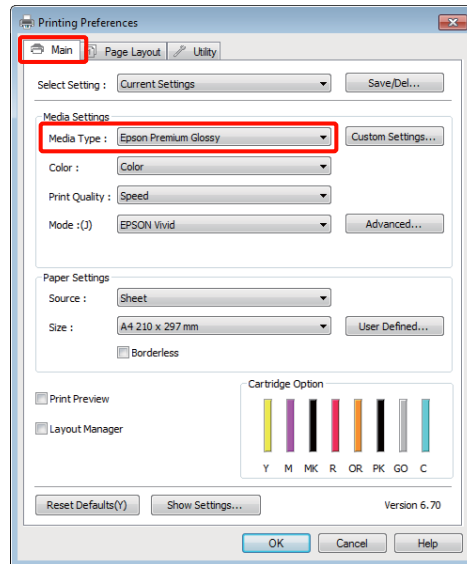 Printing Preferences
Main Page Layout Utility
Select Setting : Current Settings Save/Del...
Media Settings
Media Type : Epson Premium Glossy Custom Settings...
Color : Color
Print Quality : Speed
Mode :(J) EPSON Vivid Advanced...
Paper Settings
Source : Sheet
Size : A4 210 x 297 mm User Defined...
Borderless
Cartridge Option
Print Preview
Layout Manager
Y M MK R OR PK GO C
Reset Defaults(Y) Show Settings... Version 6.70
OK Cancel Help